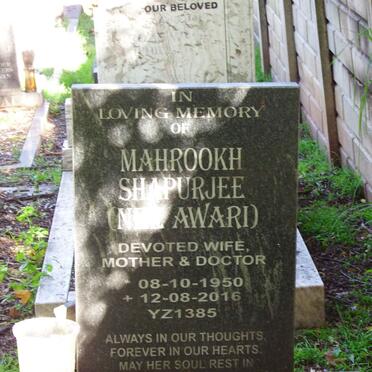 OUR BELOVED
IN
LOVING MEMORY
OF
MAHROOKH
SHAPURJEE
(NEE AWARI)
DEVOTED WIFE,
MOTHER & DOCTOR
08-10-1950
+ 12-08-2016
YZ1385
ALWAYS IN OUR THOUGHTS,
FOREVER IN OUR HEARTS.
MAY HER SOUL REST IN